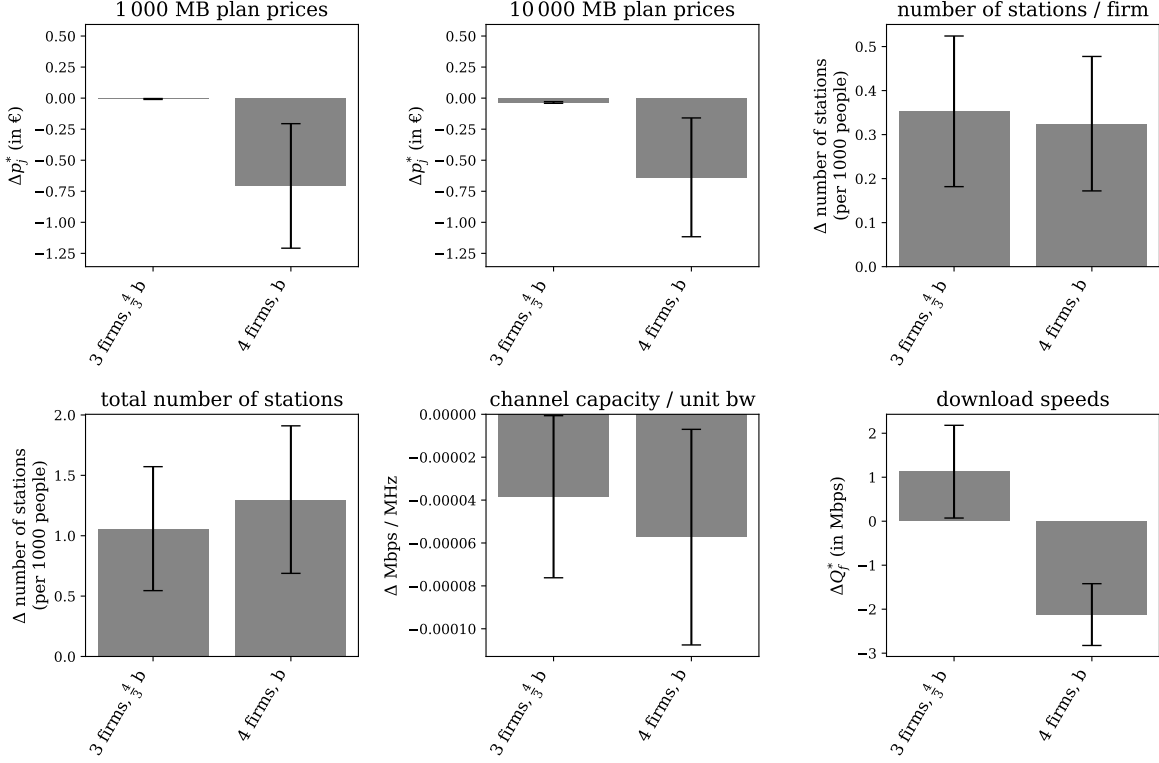 1 000 MB plan prices
Δp*j (in €)
0.50
0.25
0.00
−0.25
−0.50
−0.75
−1.00
−1.25
3 firms, 4/3 b
4 firms, b
10 000 MB plan prices
Δp*j (in €)
0.50
0.25
0.00
−0.25
−0.50
−0.75
−1.00
−1.25
3 firms, 4/3 b
4 firms, b
number of stations / firm
Δ number of stations
(per 1000 people)
0.5
0.4
0.3
0.2
0.1
0.0
3 firms, 4/3 b
4 firms, b
total number of stations
Δ number of stations
(per 1000 people)
2.0
1.5
1.0
0.5
0.0
3 firms, 4/3 b
4 firms, b
channel capacity / unit bw
Δ Mbps / MHz
0.00000
−0.00002
−0.00004
−0.00006
−0.00008
−0.00010
3 firms, 4/3 b
4 firms, b
download speeds
ΔQ*f (in Mbps)
2
1
0
−1
−2
−3
3 firms, 4/3 b
4 firms, b